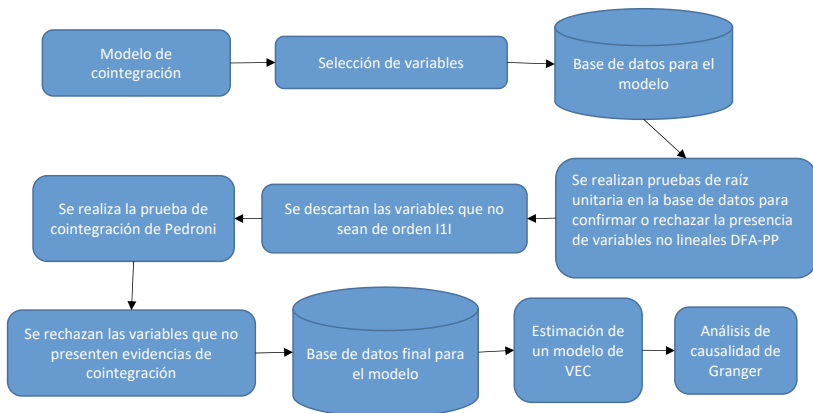 Modelo de
cointegración
Selección de variables
Base de datos para el
modelo
Se realizan pruebas de raíz
unitaria en la base de datos para
confirmar o rechazar la presencia
de variables no lineales DFA-PP
Se descartan las variables que no
sean de orden I1I
Se realiza la prueba de
cointegración de Pedroni
Se rechazan las variables que no
presenten evidencias de
cointegración
Base de datos final para
el modelo
Estimación de
un modelo de
VEC
Análisis de
causalidad de
Granger